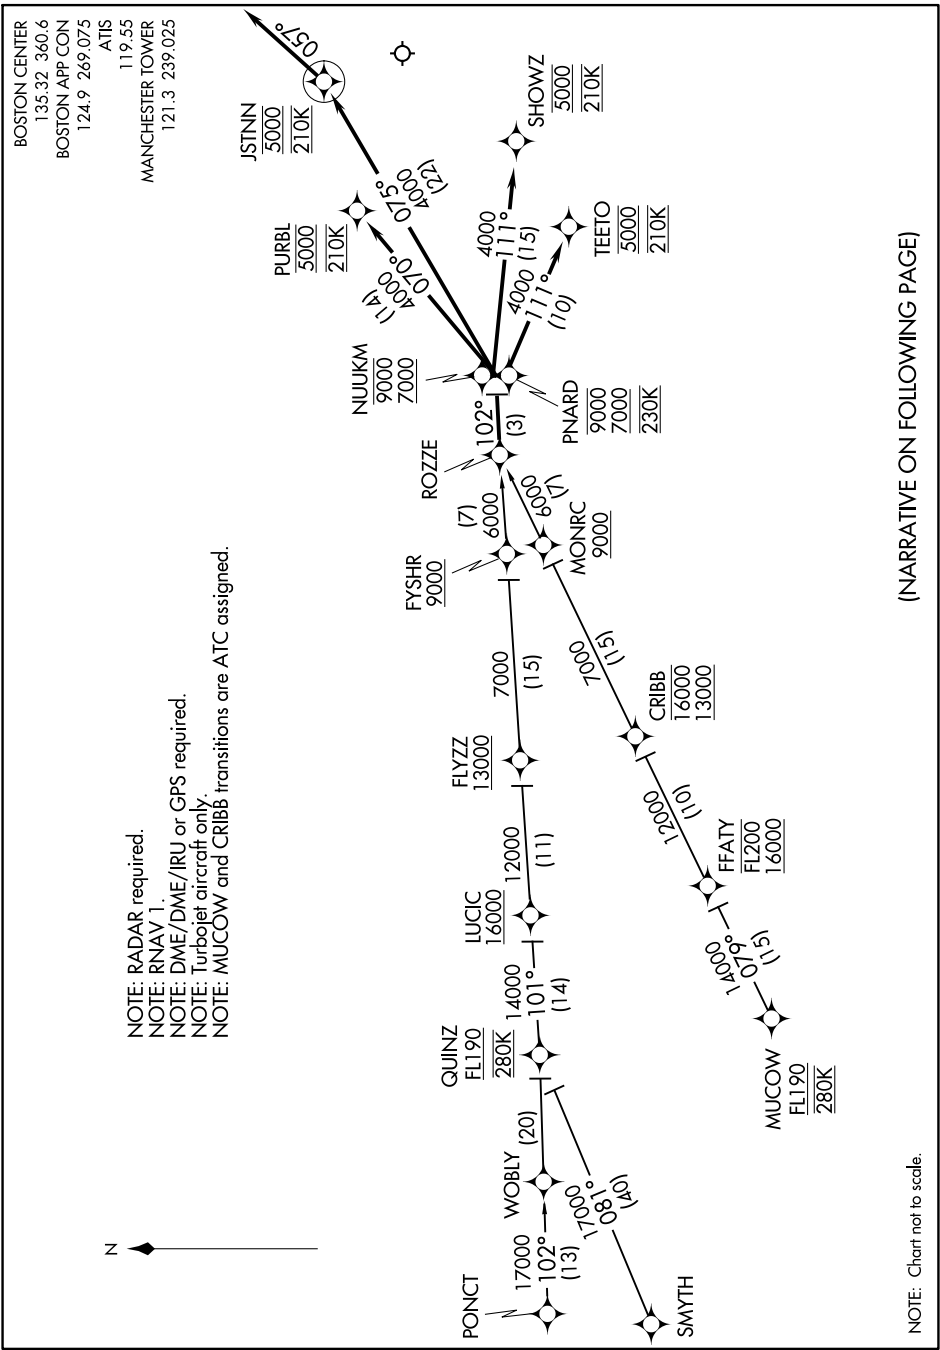 BOSTON CENTER
135.32 360.6
BOSTON APP CON
124.9 269.075
ATIS
119.55
MANCHESTER TOWER
121.3 239.025
NOTE: RADAR required.
NOTE: RNAV 1.
NOTE: DME/DME/IRU or GPS required.
NOTE: Turbojet aircraft only.
NOTE: MUCOW and CRIBB transitions are ATC assigned.
N
PONCT
17000
102°
(13)
WOBLY
(20)
SMYTH
17000
081°
(40)
QUINZ
FL190
280K
14000
101°
(14)
LUCIC
16000
12000
(11)
FLYZZ
13000
7000
(15)
FYSHR
9000
(7)
6000
ROZZE
102°
(3)
MUCOW
FL190
280K
14000
079°
(15)
FFATY
FL200
16000
12000
(10)
CRIBB
16000
13000
7000
(15)
MONRC
9000
6000
(7)
NUUKM
9000
7000
PNARD
9000
7000
230K
(14)
4000
070°
PURBL
5000
210K
075°
4000
(22)
JSTNN
5000
210K
057°
4000
111°
(15)
SHOWZ
5000
210K
4000
111°
(10)
TEETO
5000
210K
(NARRATIVE ON FOLLOWING PAGE)
NOTE: Chart not to scale.